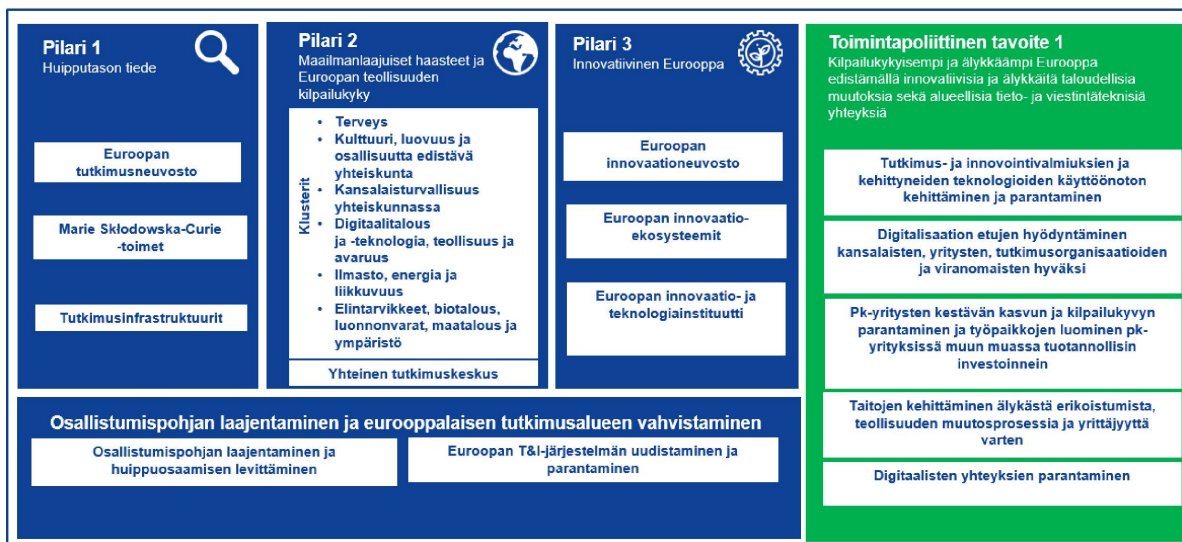 Pilari 1
Huipputason tiede
Euroopan
tutkimusneuvosto
Marie Skłodowska-Curie
-toimet
Tutkimusinfrastruktuurit
Pilari 2
Maailmanlaajuiset haasteet ja
Euroopan teollisuuden
kilpailukyky
Klusterit
• Terveys
• Kulttuuri, luovuus ja
osallisuutta edistävä
yhteiskunta
• Kansalaisturvallisuus
yhteiskunnassa
• Digitaalitalous
ja -teknologia, teollisuus ja
avaruus
• Ilmasto, energia ja
liikkuvuus
• Elintarvikkeet, biotalous,
luonnonvarat, maatalous ja
ympäristö
Yhteinen tutkimuskeskus
Pilari 3
Innovatiivinen Eurooppa
Euroopan
innovaationeuvosto
Euroopan innovaatio-
ekosysteemit
Euroopan innovaatio- ja
teknologiainstituutti
Osallistumispohjan laajentaminen ja eurooppalaisen tutkimusalueen vahvistaminen
Osallistumispohjan laajentaminen ja
huippuosaamisen levittäminen
Euroopan T&I-järjestelmän uudistaminen ja
parantaminen
Toimintapoliittinen tavoite 1
Kilpailukykyisempi ja älykkäämpi Eurooppa
edistämällä innovatiivisia ja älykkäitä taloudellisia
muutoksia sekä alueellisia tieto- ja viestintäteknisiä
yhteyksiä
Tutkimus- ja innovointivalmiuksien ja
kehittyneiden teknologioiden käyttöönoton
kehittäminen ja parantaminen
Digitalisaation etujen hyödyntäminen
kansalaisten, yritysten, tutkimusorganisaatioiden
ja viranomaisten hyväksi
Pk-yritysten kestävän kasvun ja kilpailukyvyn
parantaminen ja työpaikkojen luominen pk-
yrityksissä muun muassa tuotannollisin
investoinnein
Taitojen kehittäminen älykästä erikoistumista,
teollisuuden muutosprosessia ja yrittäjyyttä
varten
Digitaalisten yhteyksien parantaminen